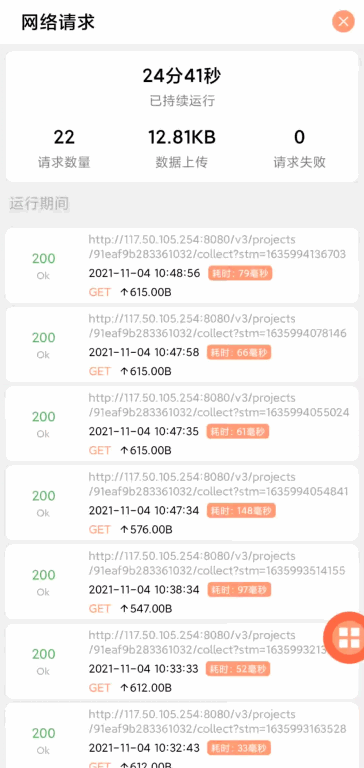 网络请求
24分41秒
已持续运行
22 12.81KB 0
请求数量 数据上传 请求失败
运行期间
http://117.50.105.254:8080/v3/projects
/91eaf9b283361032/collect?stm=1635994136703
200
Ok
2021-11-04 10:48:56 耗时：79毫秒
GET ↑615.00B
http://117.50.105.254:8080/v3/projects
/91eaf9b283361032/collect?stm=1635994078146
200
Ok
2021-11-04 10:47:58 耗时：66毫秒
GET ↑615.00B
http://117.50.105.254:8080/v3/projects
/91eaf9b283361032/collect?stm=1635994055024
200
Ok
2021-11-04 10:47:35 耗时：61毫秒
GET ↑615.00B
http://117.50.105.254:8080/v3/projects
/91eaf9b283361032/collect?stm=1635994054841
200
Ok
2021-11-04 10:47:34 耗时：148毫秒
GET ↑576.00B
http://117.50.105.254:8080/v3/projects
/91eaf9b283361032/collect?stm=1635993514155
200
Ok
2021-11-04 10:38:34 耗时：97毫秒
GET ↑547.00B
http://117.50.105.254:8080/v3/projects
/91eaf9b283361032/collect?stm=1635993213
200
Ok
2021-11-04 10:33:33 耗时：52毫秒
GET ↑612.00B
http://117.50.105.254:8080/v3/projects
/91eaf9b283361032/collect?stm=1635993163528
200
Ok
2021-11-04 10:32:43 耗时：33毫秒
GET ↑612.00B